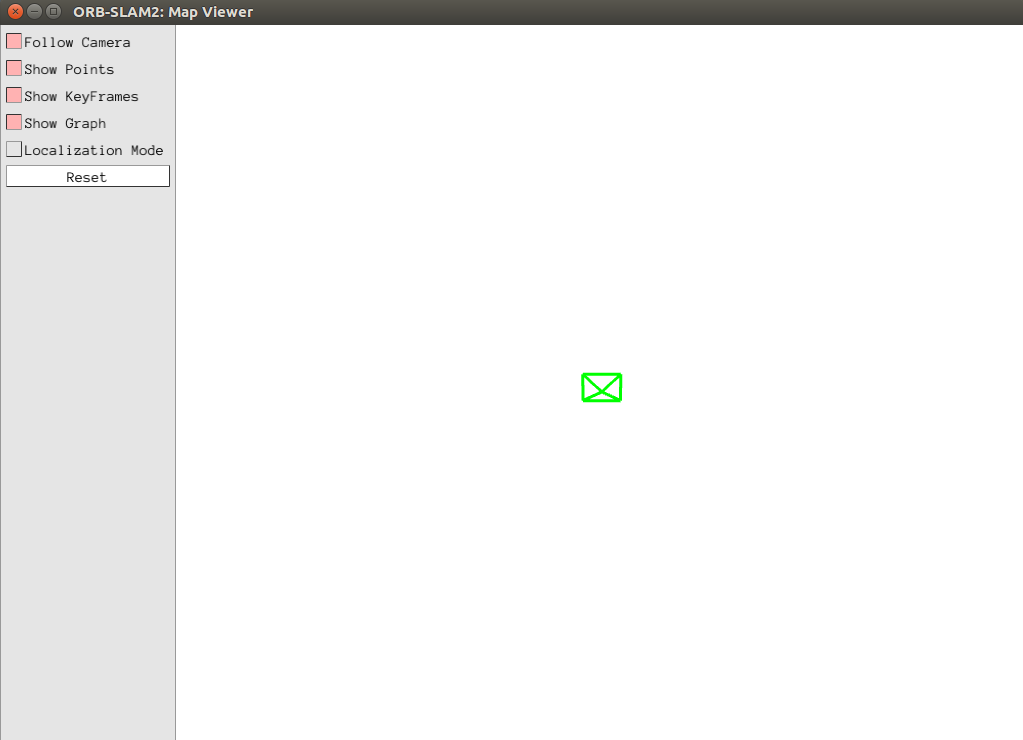 ORB-SLAM2: Map Viewer
Follow Camera
Show Points
Show KeyFrames
Show Graph
Localization Mode
Reset